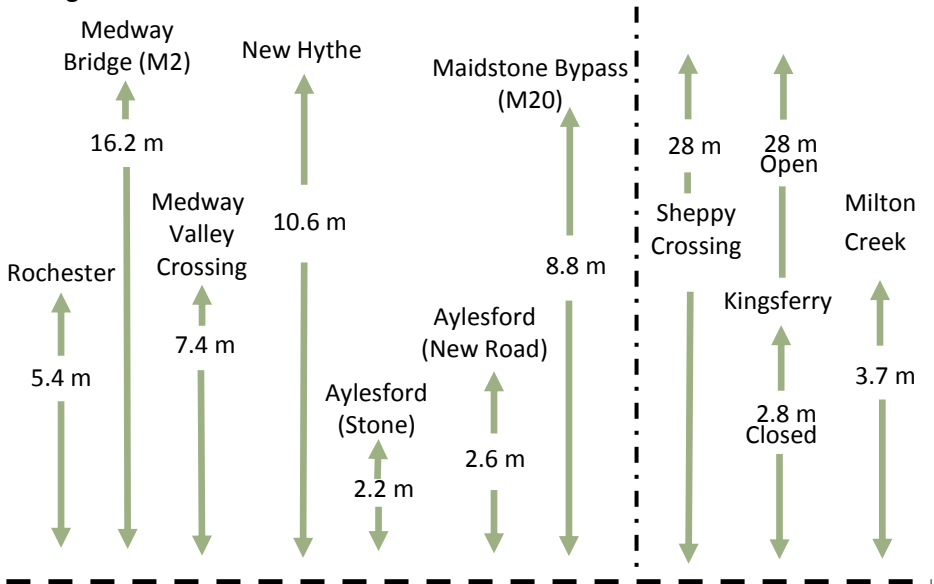 Medway
Bridge (M2)
16.2 m
New Hythe
10.6 m
Maidstone Bypass
(M20)
8.8 m
Rochester
5.4 m
Medway
Valley
Crossing
7.4 m
Aylesford
(Stone)
2.2 m
Aylesford
(New Road)
2.6 m
28 m
Sheppy
Crossing
28 m
Open
Kingsferry
2.8 m
Closed
Milton
Creek
3.7 m